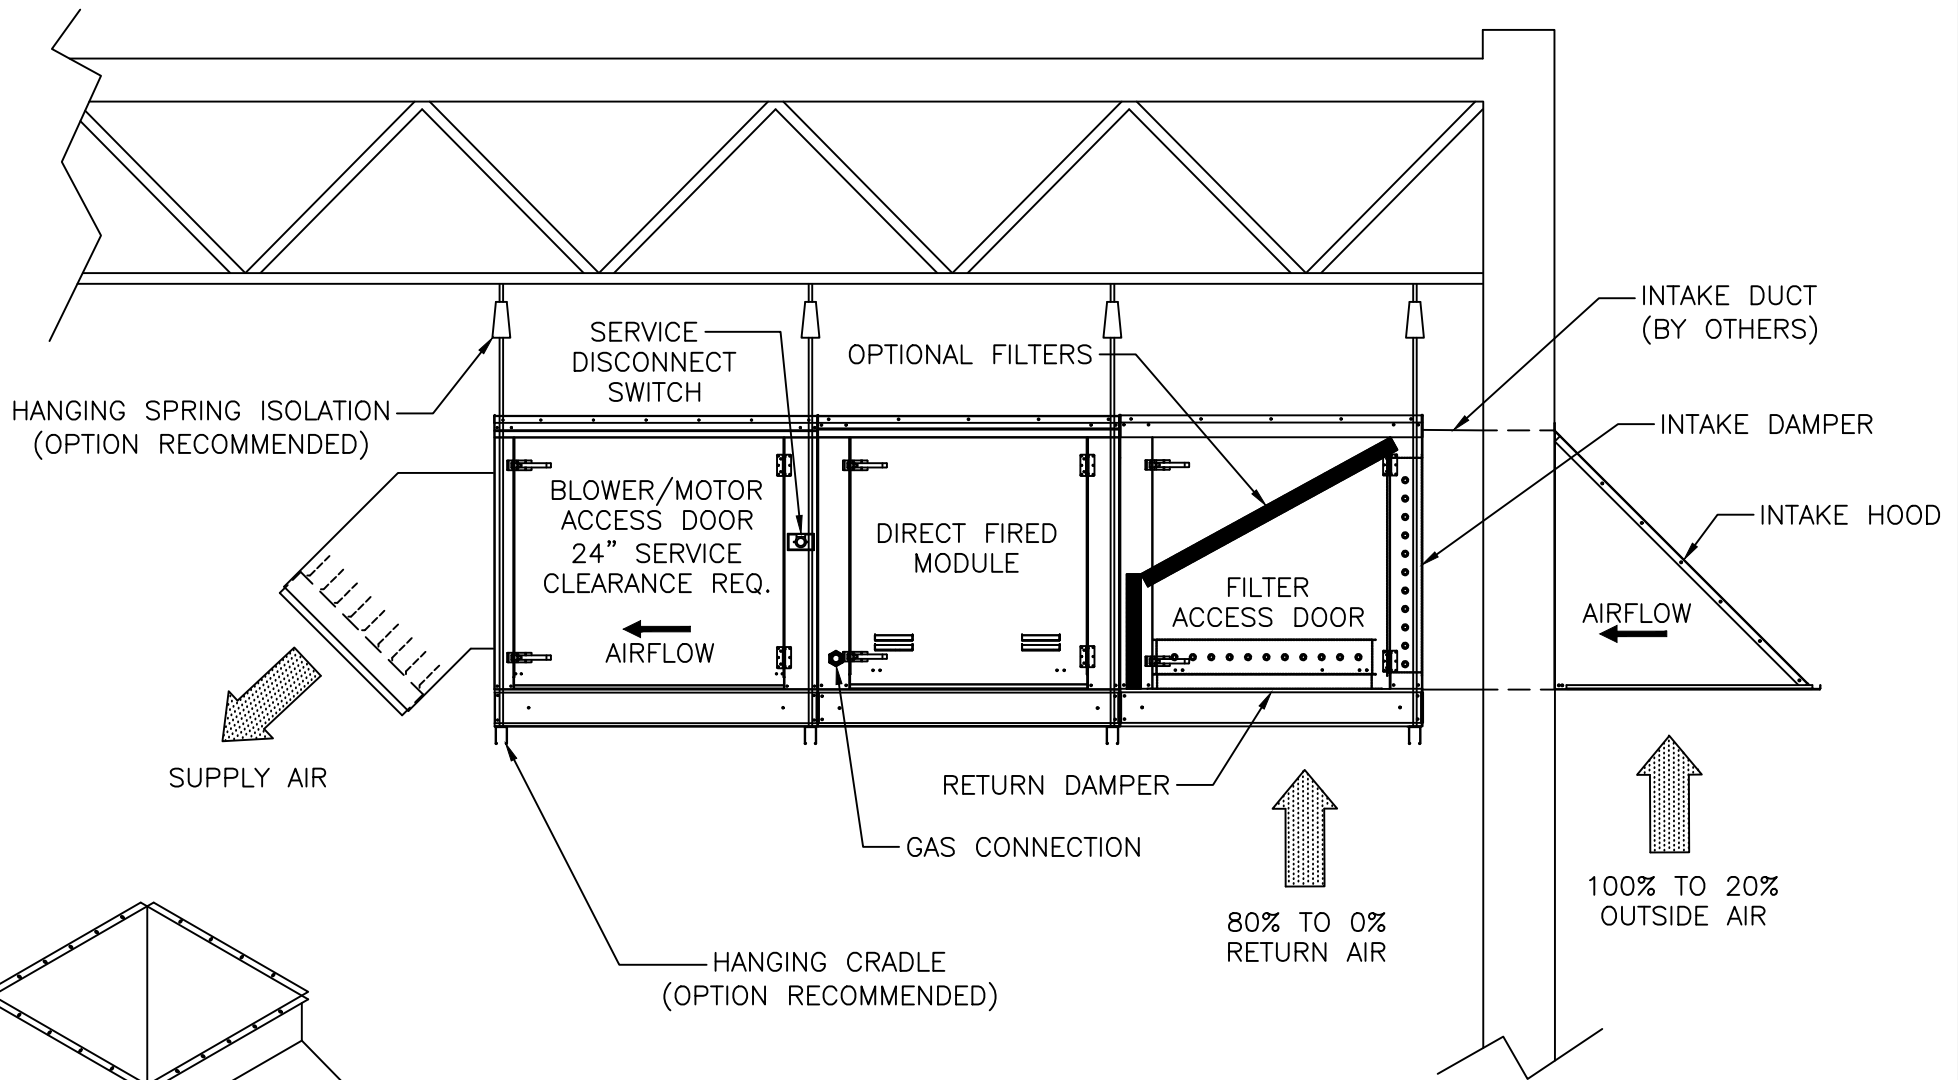 INTAKE DUCT
(BY OTHERS)
SERVICE
DISCONNECT
SWITCH
OPTIONAL FILTERS
HANGING SPRING ISOLATION
(OPTION RECOMMENDED)
INTAKE DAMPER
BLOWER/MOTOR
ACCESS DOOR
24” SERVICE
CLEARANCE REQ.
AIRFLOW
DIRECT FIRED
MODULE
FILTER
ACCESS DOOR
INTAKE HOOD
AIRFLOW
SUPPLY AIR
RETURN DAMPER
GAS CONNECTION
80% TO 0%
RETURN AIR
100% TO 20%
OUTSIDE AIR
HANGING CRADLE
(OPTION RECOMMENDED)